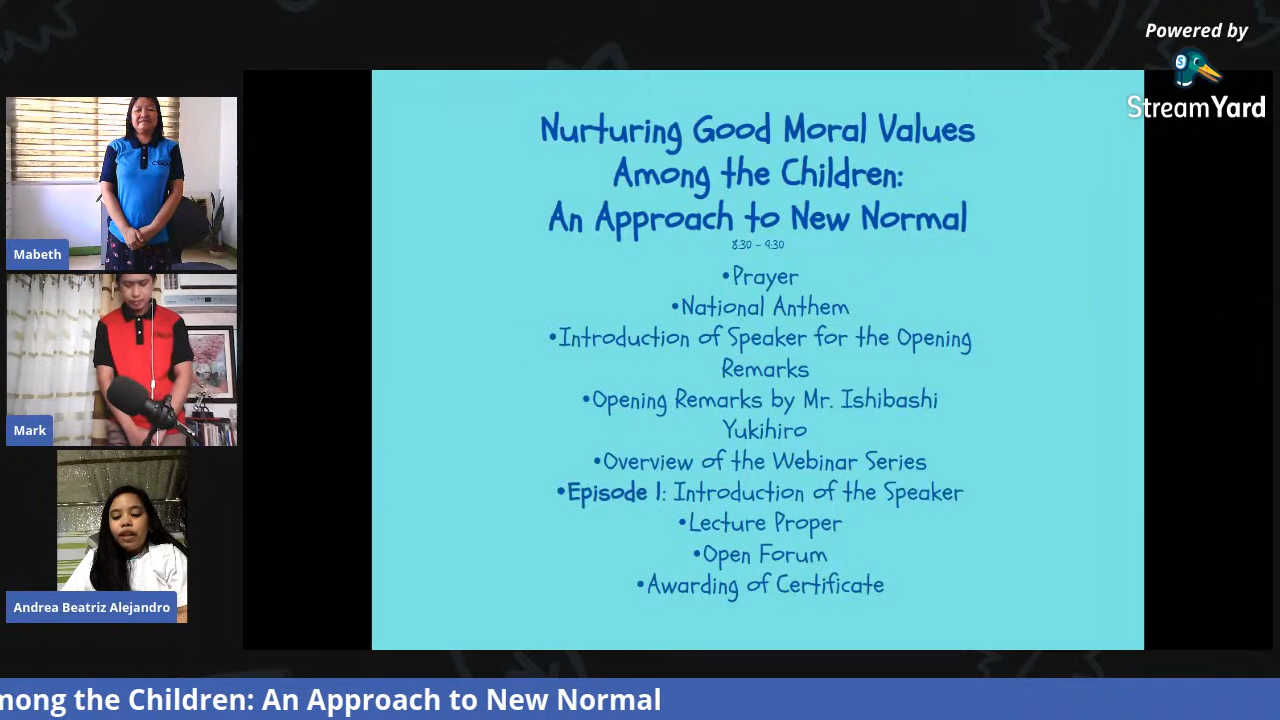 Powered by
StreamYard
Mabeth
Mark
Andrea Beatriz Alejandro
Nurturing Good Moral Values
Among the Children:
An Approach to New Normal
8:30 - 9:30
•Prayer
•National Anthem
•Introduction of Speaker for the Opening
Remarks
•Opening Remarks by Mr. Ishibashi
Yukihiro
•Overview of the Webinar Series
•Episode 1: Introduction of the Speaker
•Lecture Proper
•Open Forum
•Awarding of Certificate
mong the Children: An Approach to New Normal